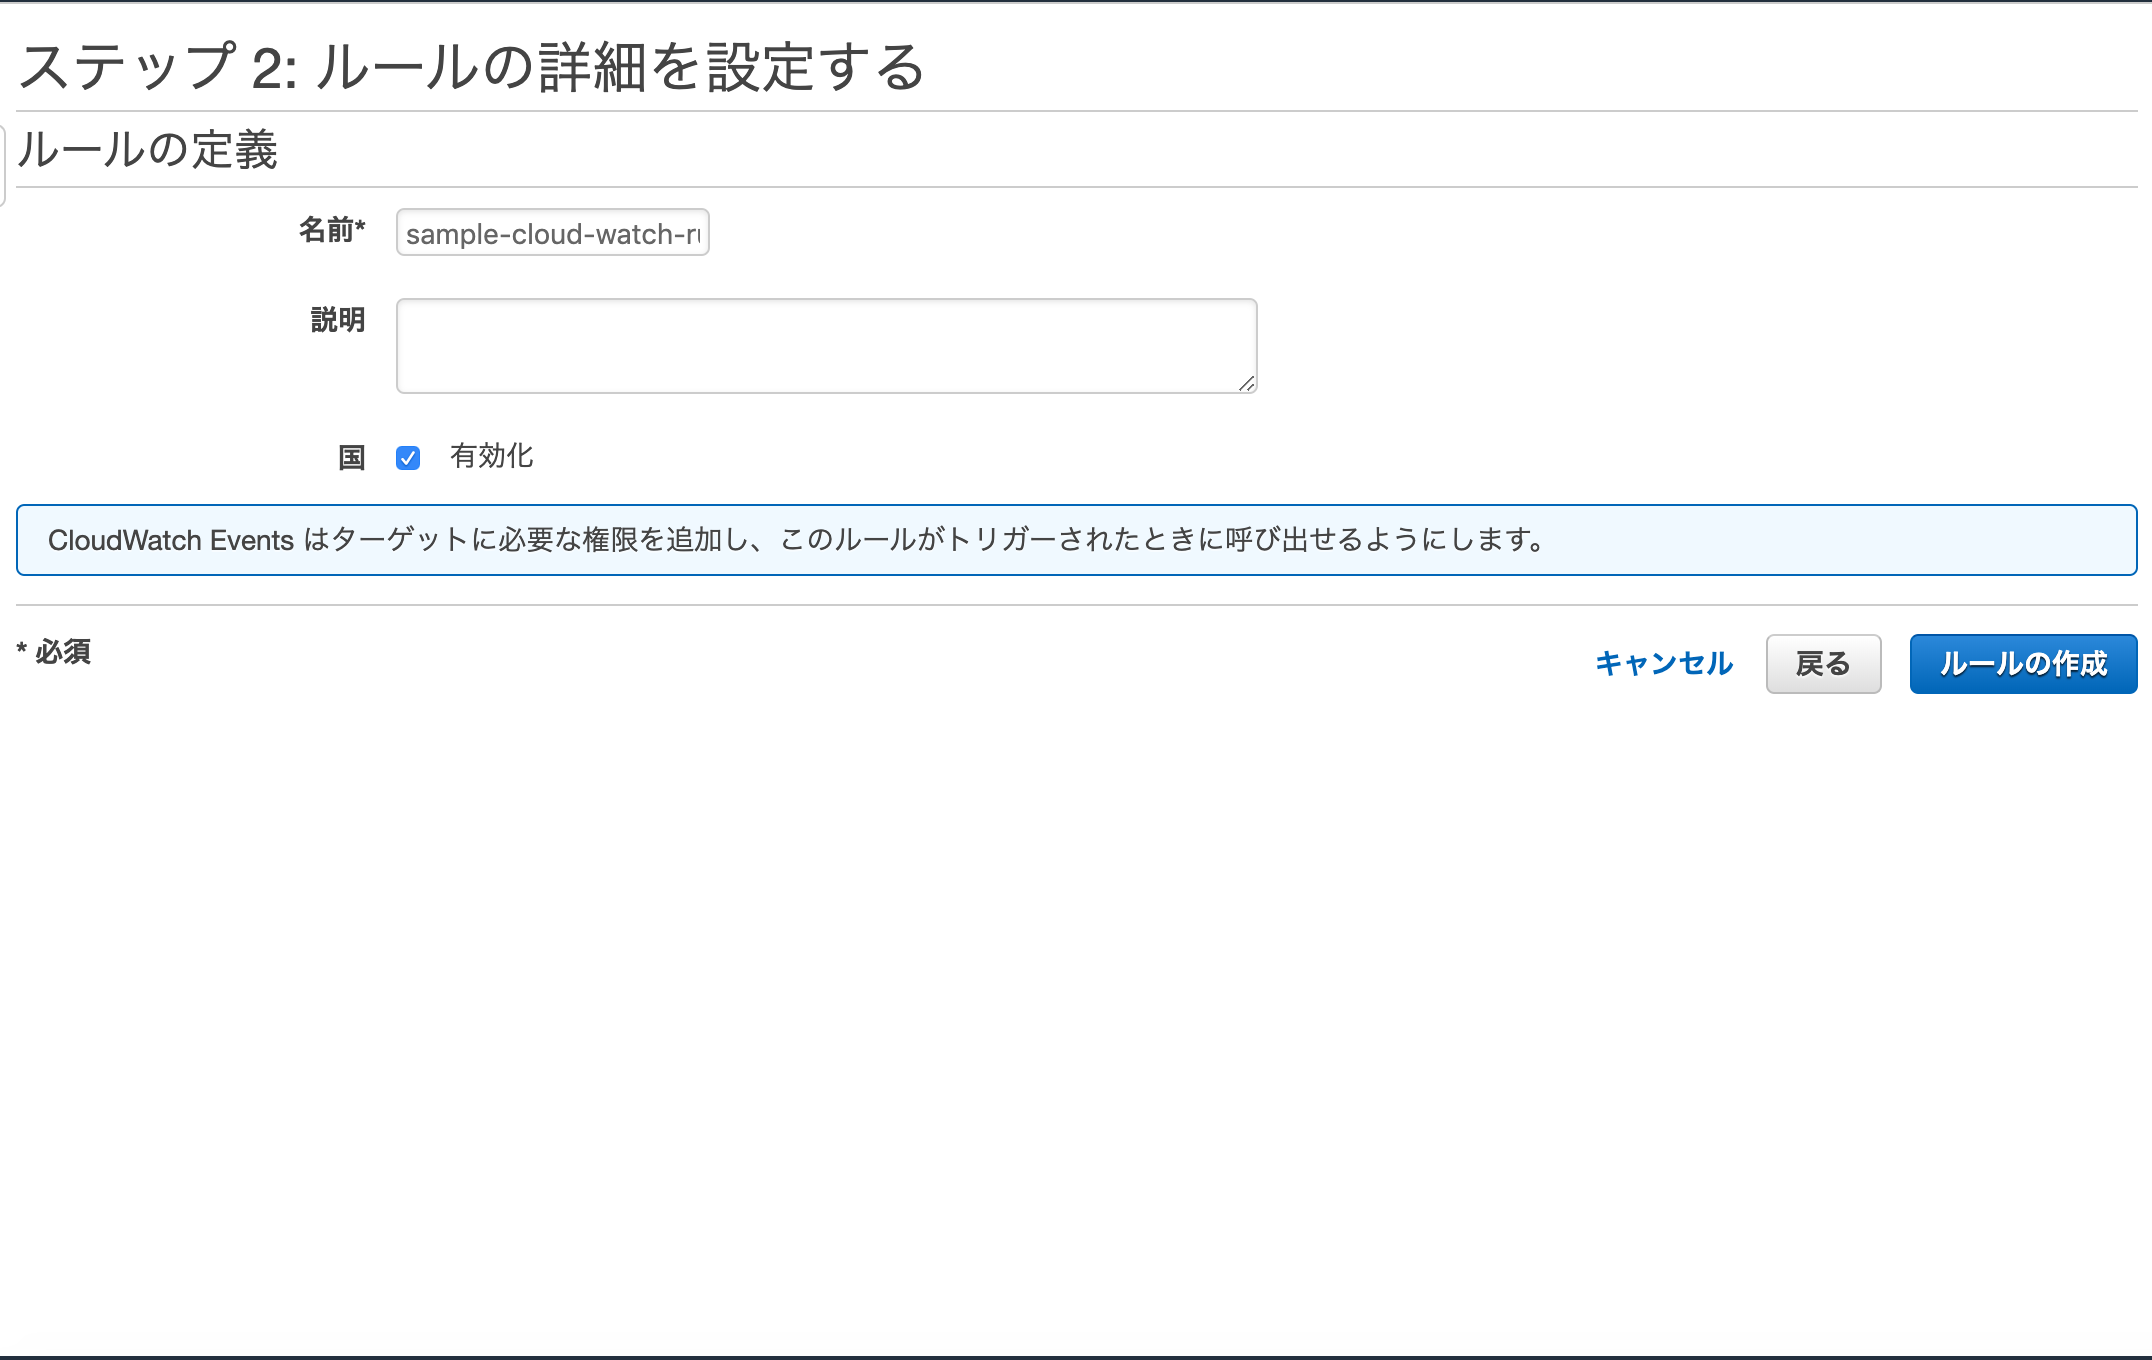 ステップ 2: ルールの詳細を設定する
ルールの定義
名前*
sample-cloud-watch-ru
説明
国 有効化
CloudWatch Events はターゲットに必要な権限を追加し、このルールがトリガーされたときに呼び出せるようにします。
* 必須
キャンセル 戻る ルールの作成